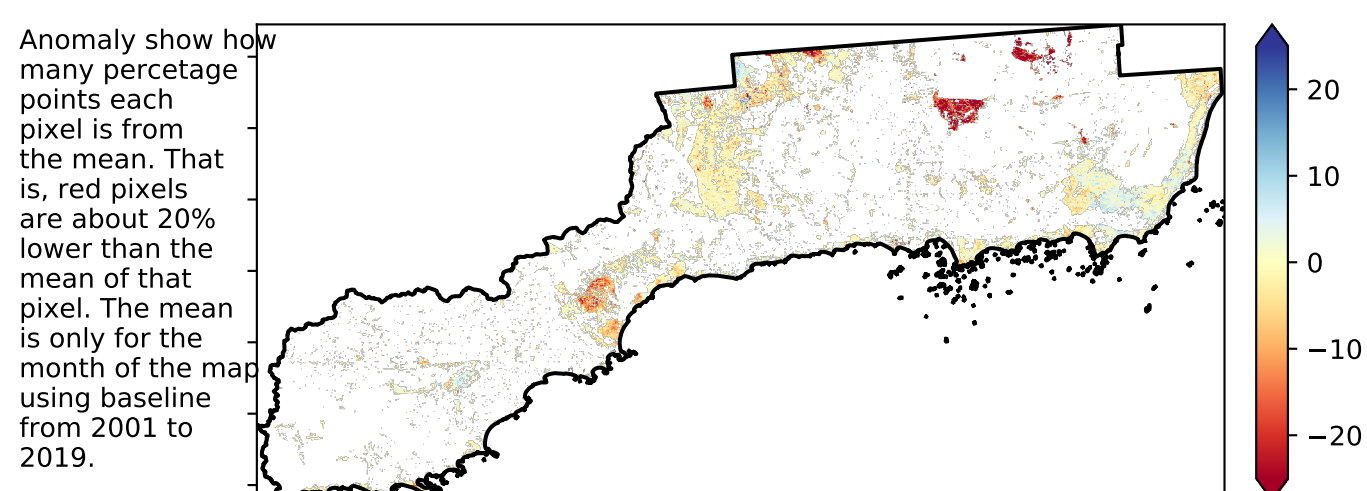 Anomaly show how
many percetage
points each
pixel is from
the mean. That
is, red pixels
are about 20%
lower than the
mean of that
pixel. The mean
is only for the
month of the map
using baseline
from 2001 to
2019.
20
10
0
−10
−20